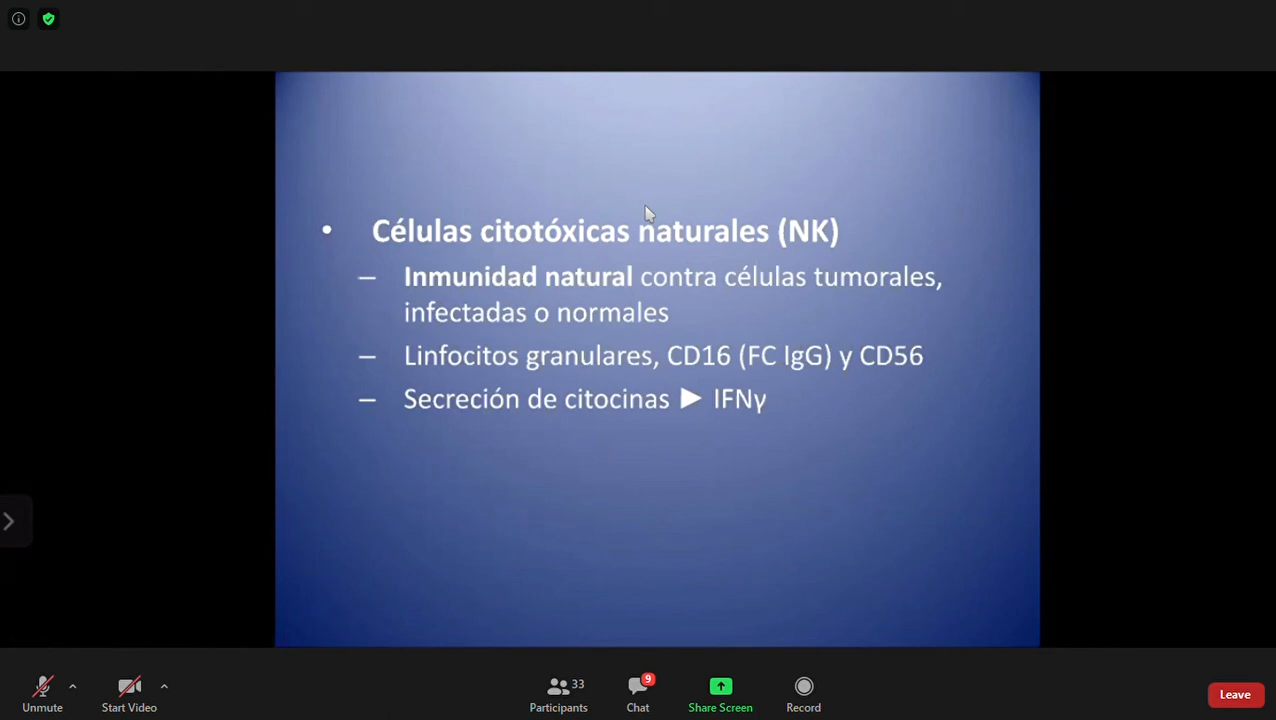 • Células citotóxicas naturales (NK)
– Inmunidad natural contra células tumorales,
infectadas o normales
– Linfocitos granulares, CD16 (FC IgG) y CD56
– Secreción de citocinas ► IFNγ
Unmute
Start Video
33
Participants
9
Chat
Share Screen
Record
Leave